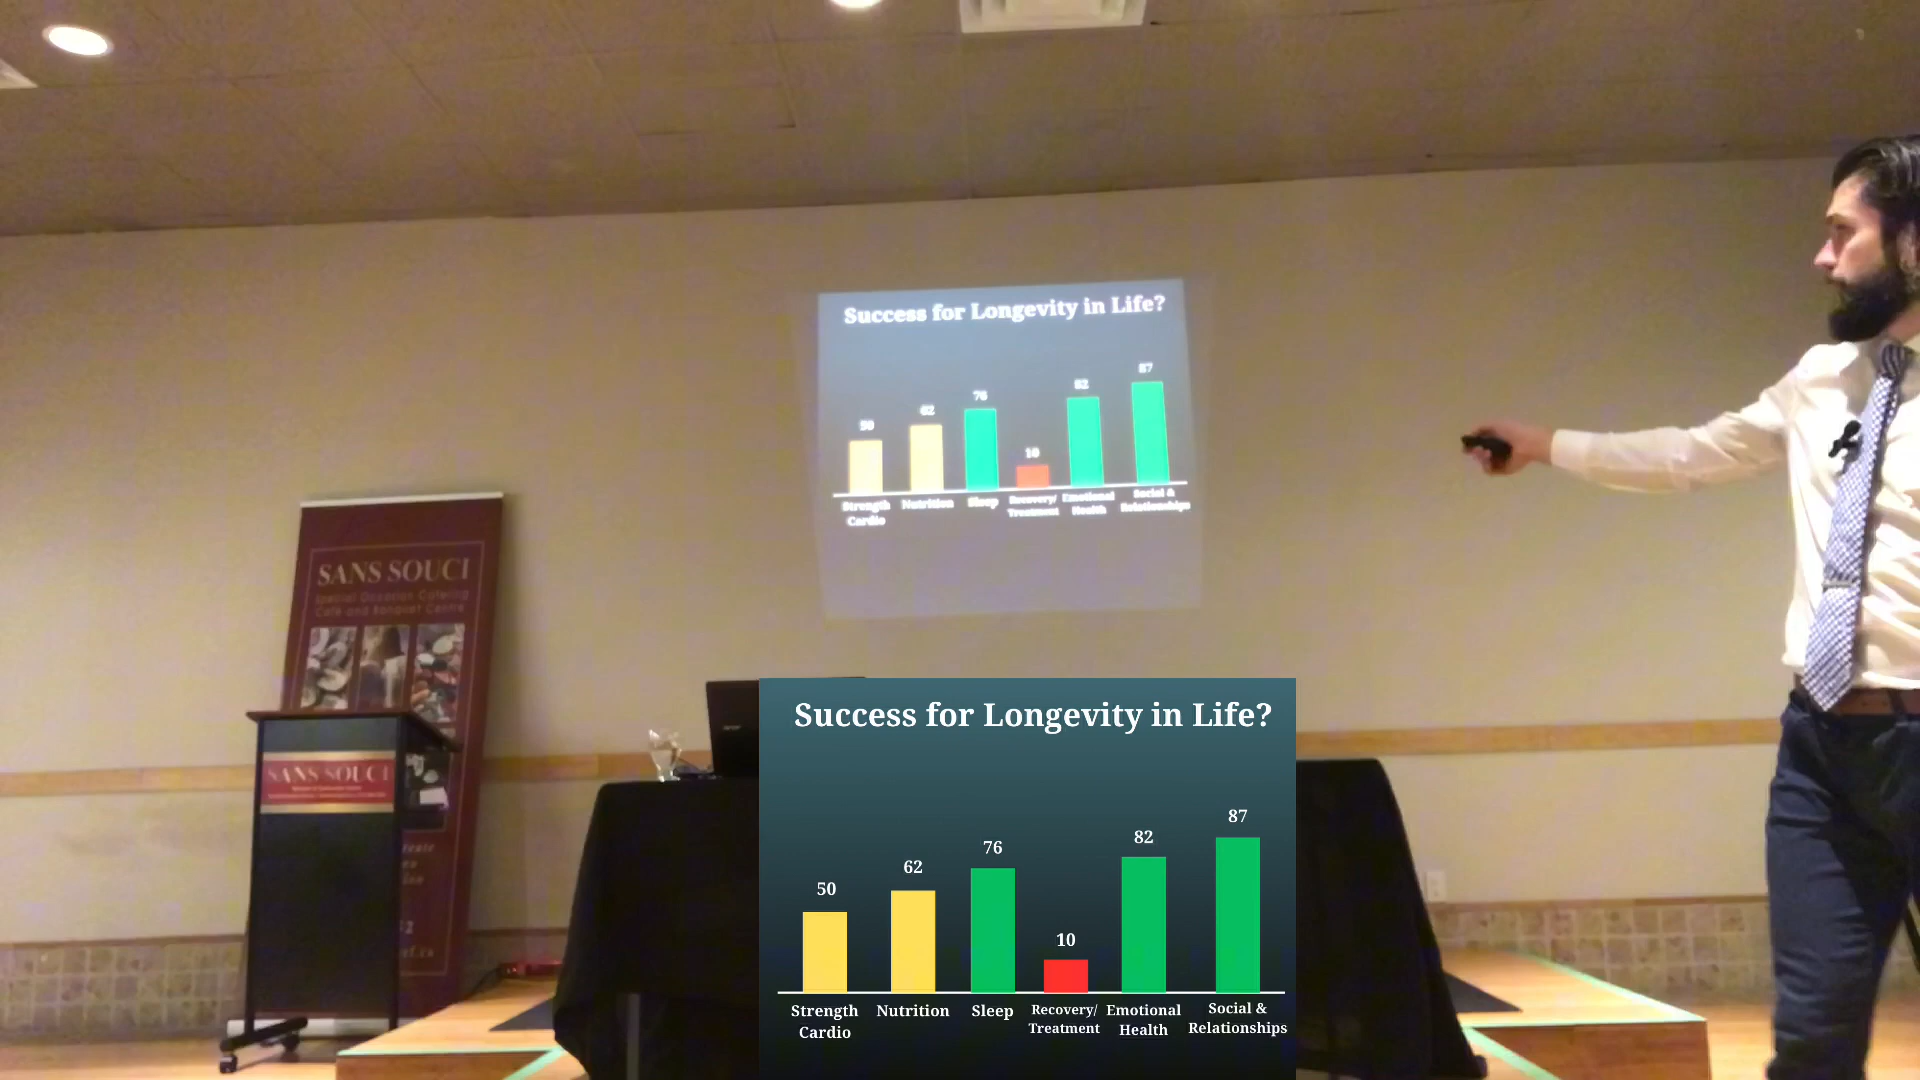 Success for Longevity in Life?
87
82
76
62
50
10
Strength
Cardio
Nutrition
Sleep
Recovery/
Treatment
Emotional
Health
Social &
Relationships
SANS SOUCI
Special Occasion Catering
Café and Banquet Centre
SANS SOUCI
Success for Longevity in Life?
87
82
76
62
50
10
Strength
Cardio
Nutrition
Sleep
Recovery/
Treatment
Emotional
Health
Social &
Relationships